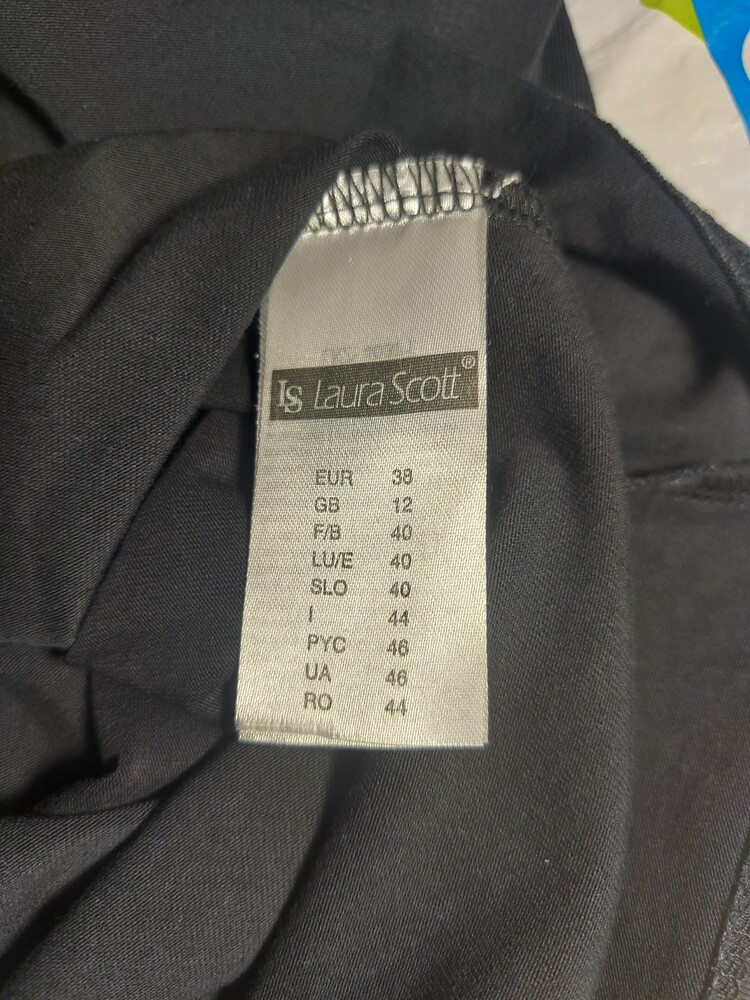 LS Laura Scott®
EUR 38
GB 12
F/B 40
LU/E 40
SLO 40
I 44
PYC 46
UA 46
RO 44